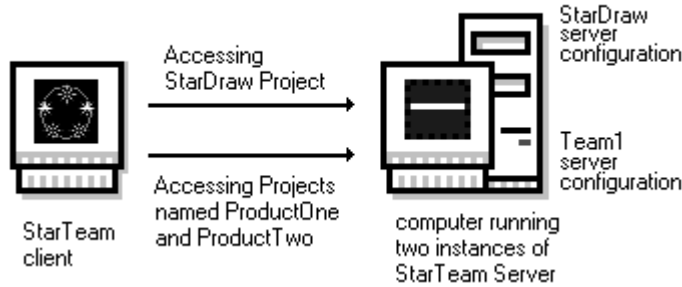 StarDraw
server
configuration
Accessing
StarDraw Project
Team1
server
configuration
Accessing Projects
named ProductOne
and ProductTwo
StarTeam
client
computer running
two instances of
StarTeam Server